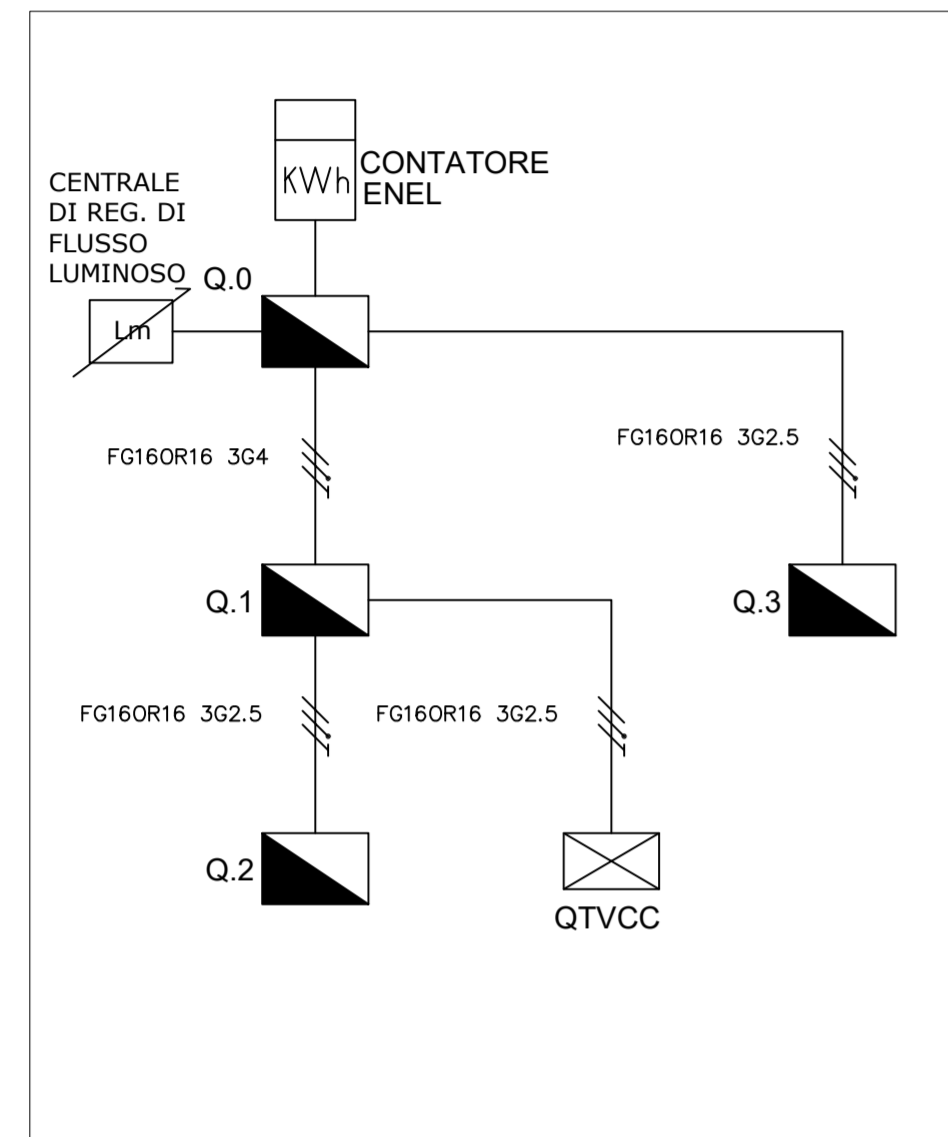 CONTATORE
ENEL
KWh
CENTRALE
DI REG. DI
FLUSSO
LUMINOSO
Q.0
Lm
FG16OR16 3G4
FG16OR16 3G2.5
Q.1
Q.3
FG16OR16 3G2.5
FG16OR16 3G2.5
Q.2
QTVCC